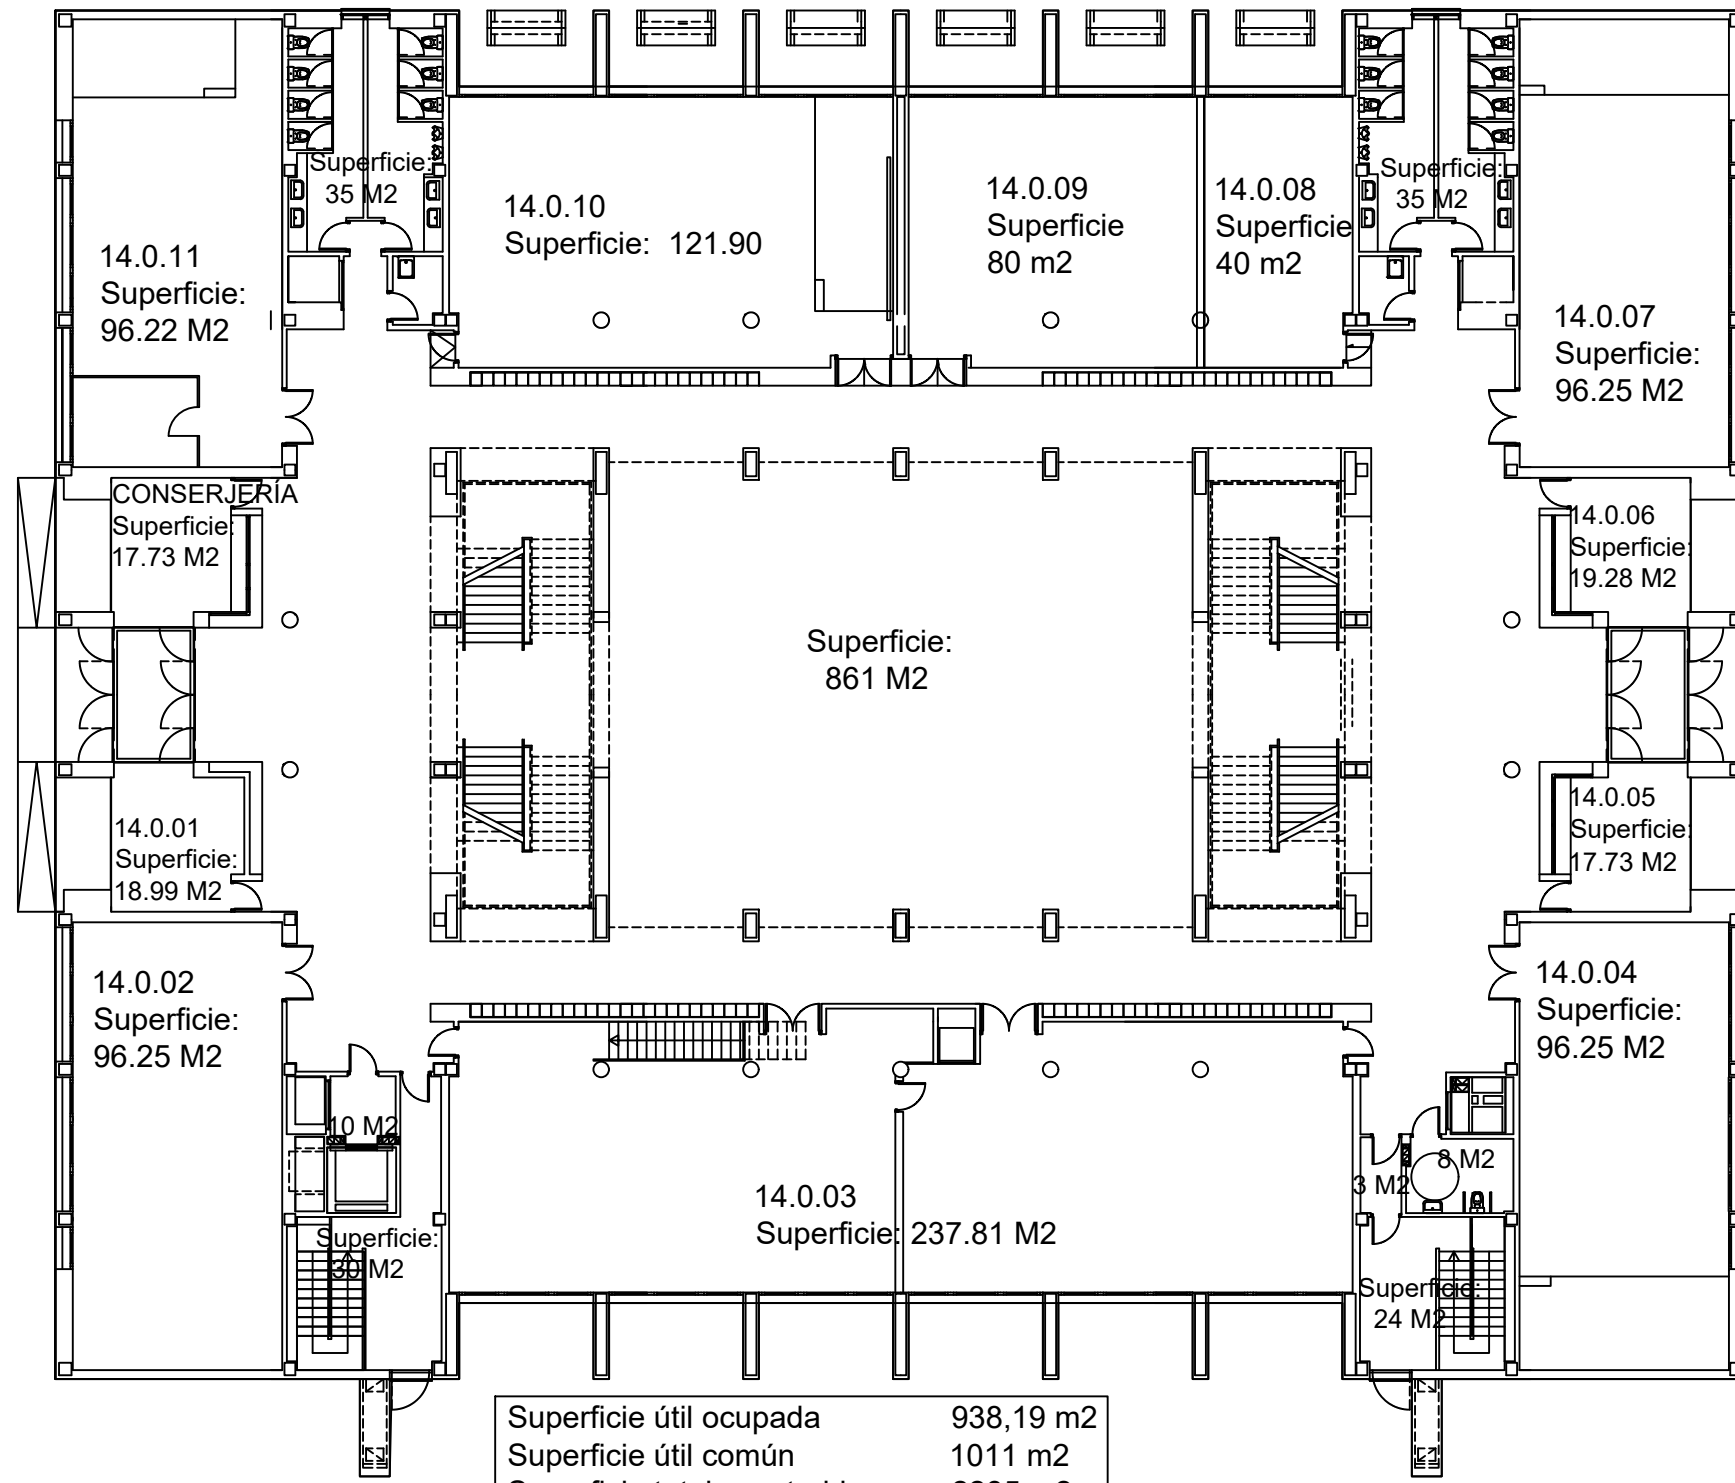 Superficie:
35 M2
14.0.10
Superficie: 121.90
14.0.09
Superficie
80 m2
14.0.08
Superficie
40 m2
Superficie:
35 M2
14.0.11
Superficie:
96.22 M2
14.0.07
Superficie:
96.25 M2
CONSERJERÍA
Superficie:
17.73 M2
14.0.06
Superficie:
19.28 M2
Superficie:
861 M2
14.0.01
Superficie:
18.99 M2
14.0.05
Superficie:
17.73 M2
14.0.02
Superficie:
96.25 M2
14.0.04
Superficie:
96.25 M2
10 M2
8 M2
3 M2
14.0.03
Superficie: 237.81 M2
Superficie:
30 M2
Superficie:
24 M2
Superficie útil ocupada 938,19 m2
Superficie útil común 1011 m2